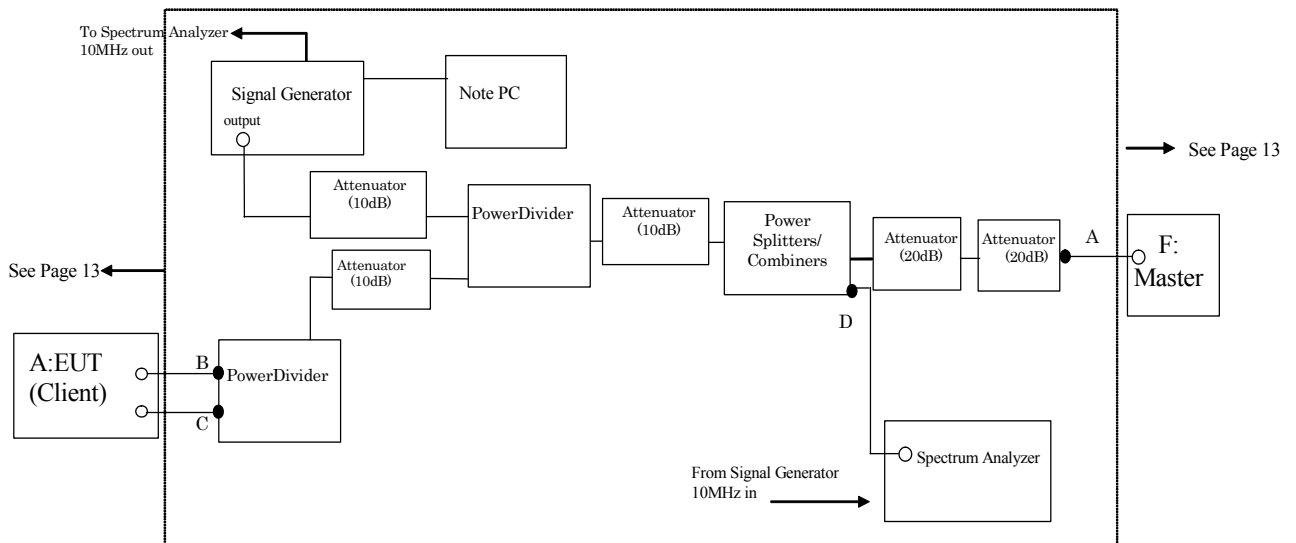 To Spectrum Analyzer
10MHz out
Signal Generator
output
Note PC
See Page 13
Attenuator
(10dB)
PowerDivider
Attenuator
(10dB)
Power
Splitters/
Combiners
Attenuator
(20dB)
Attenuator
(20dB)
A
F:
Master
See Page 13
Attenuator
(10dB)
D
A:EUT
(Client)
B
C
PowerDivider
Spectrum Analyzer
From Signal Generator
10MHz in